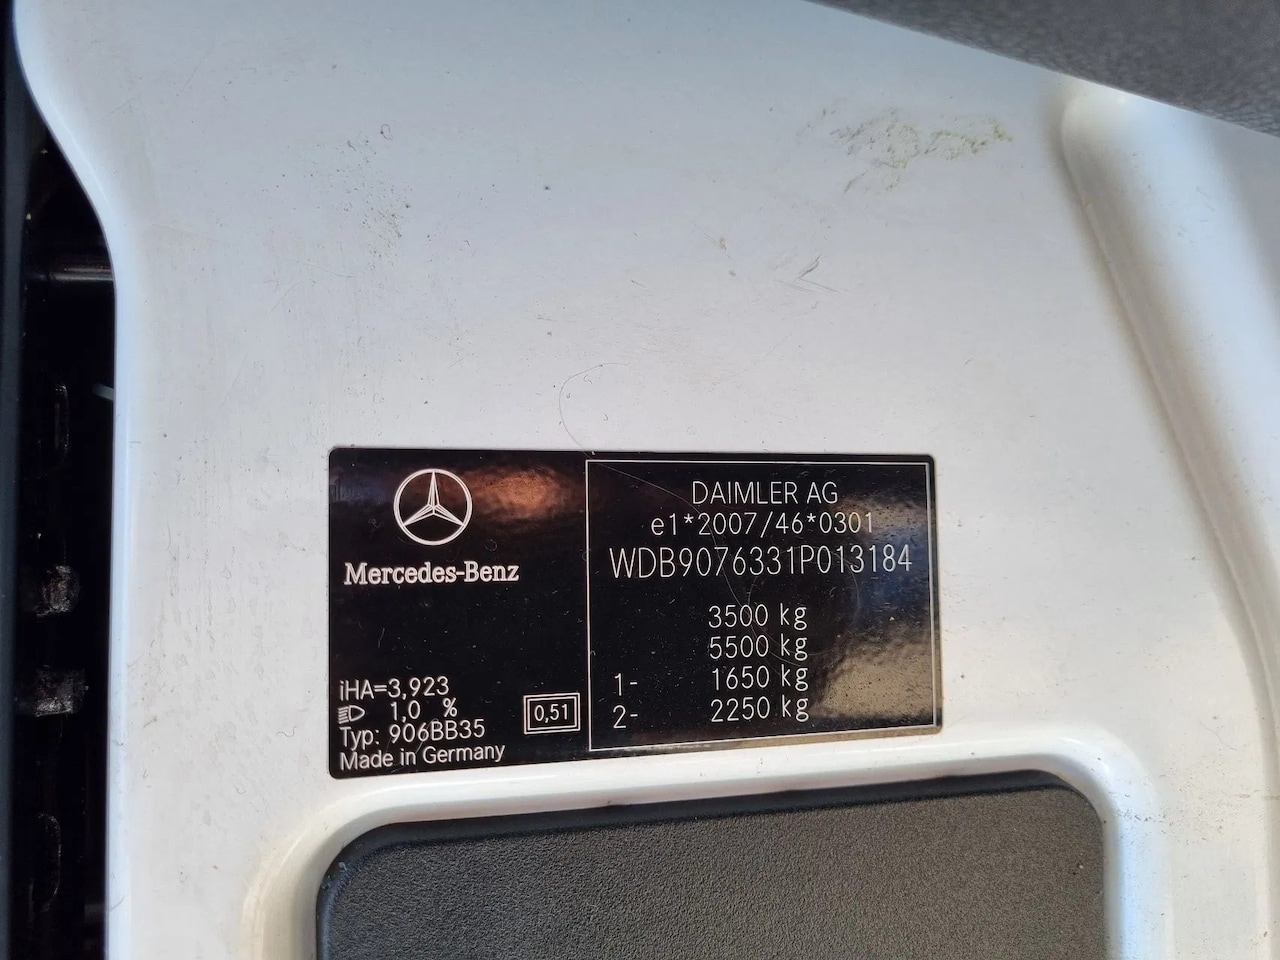 Mercedes-Benz
iHA=3,923
1,0 %
Typ: 906BB35
Made in Germany
0,51
DAIMLER AG
e1*2007/46*0301
WDB9076331P013184
3500 kg
5500 kg
1- 1650 kg
2- 2250 kg